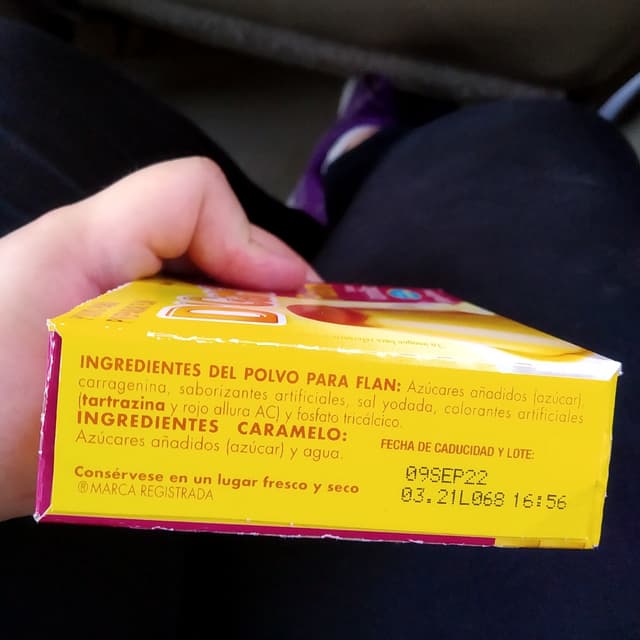 INGREDIENTES DEL POLVO PARA FLAN: Azúcares añadidos (azúcar),
carragenina, saborizantes artificiales, sal yodada, colorantes artificiales
(tartrazina y rojo allura AC) y fosfato tricálcico.
INGREDIENTES CARAMELO:
Azúcares añadidos (azúcar) y agua.
Consérvese en un lugar fresco y seco
® MARCA REGISTRADA
FECHA DE CADUCIDAD Y LOTE:
09SEP22
03.21L068 16:56